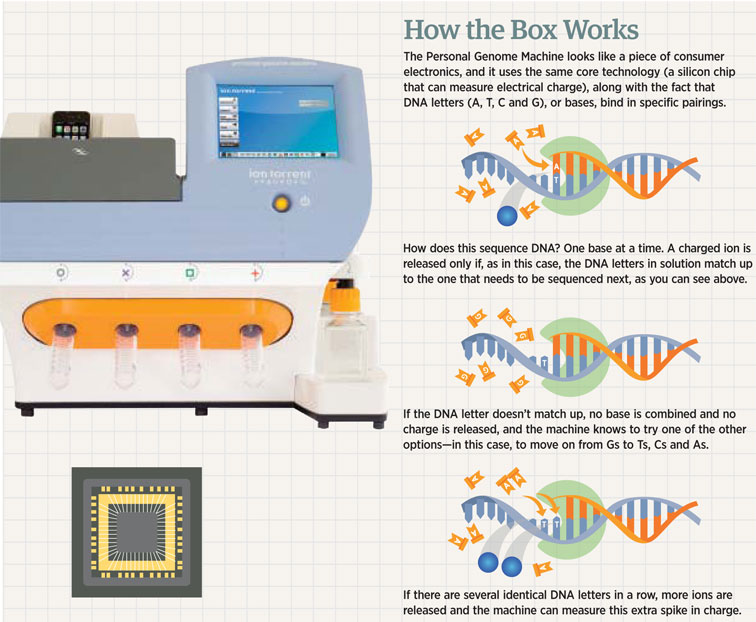 How the Box Works
The Personal Genome Machine looks like a piece of consumer
electronics, and it uses the same core technology (a silicon chip
that can measure electrical charge), along with the fact that
DNA letters (A, T, C and G), or bases, bind in specific pairings.
ion torrent
ion torrent
A
T
How does this sequence DNA? One base at a time. A charged ion is
released only if, as in this case, the DNA letters in solution match up
to the one that needs to be sequenced next, as you can see above.
G
G
G
G
T
If the DNA letter doesn’t match up, no base is combined and no
charge is released, and the machine knows to try one of the other
options—in this case, to move on from Gs to Ts, Cs and As.
A
A
T
T
If there are several identical DNA letters in a row, more ions are
released and the machine can measure this extra spike in charge.